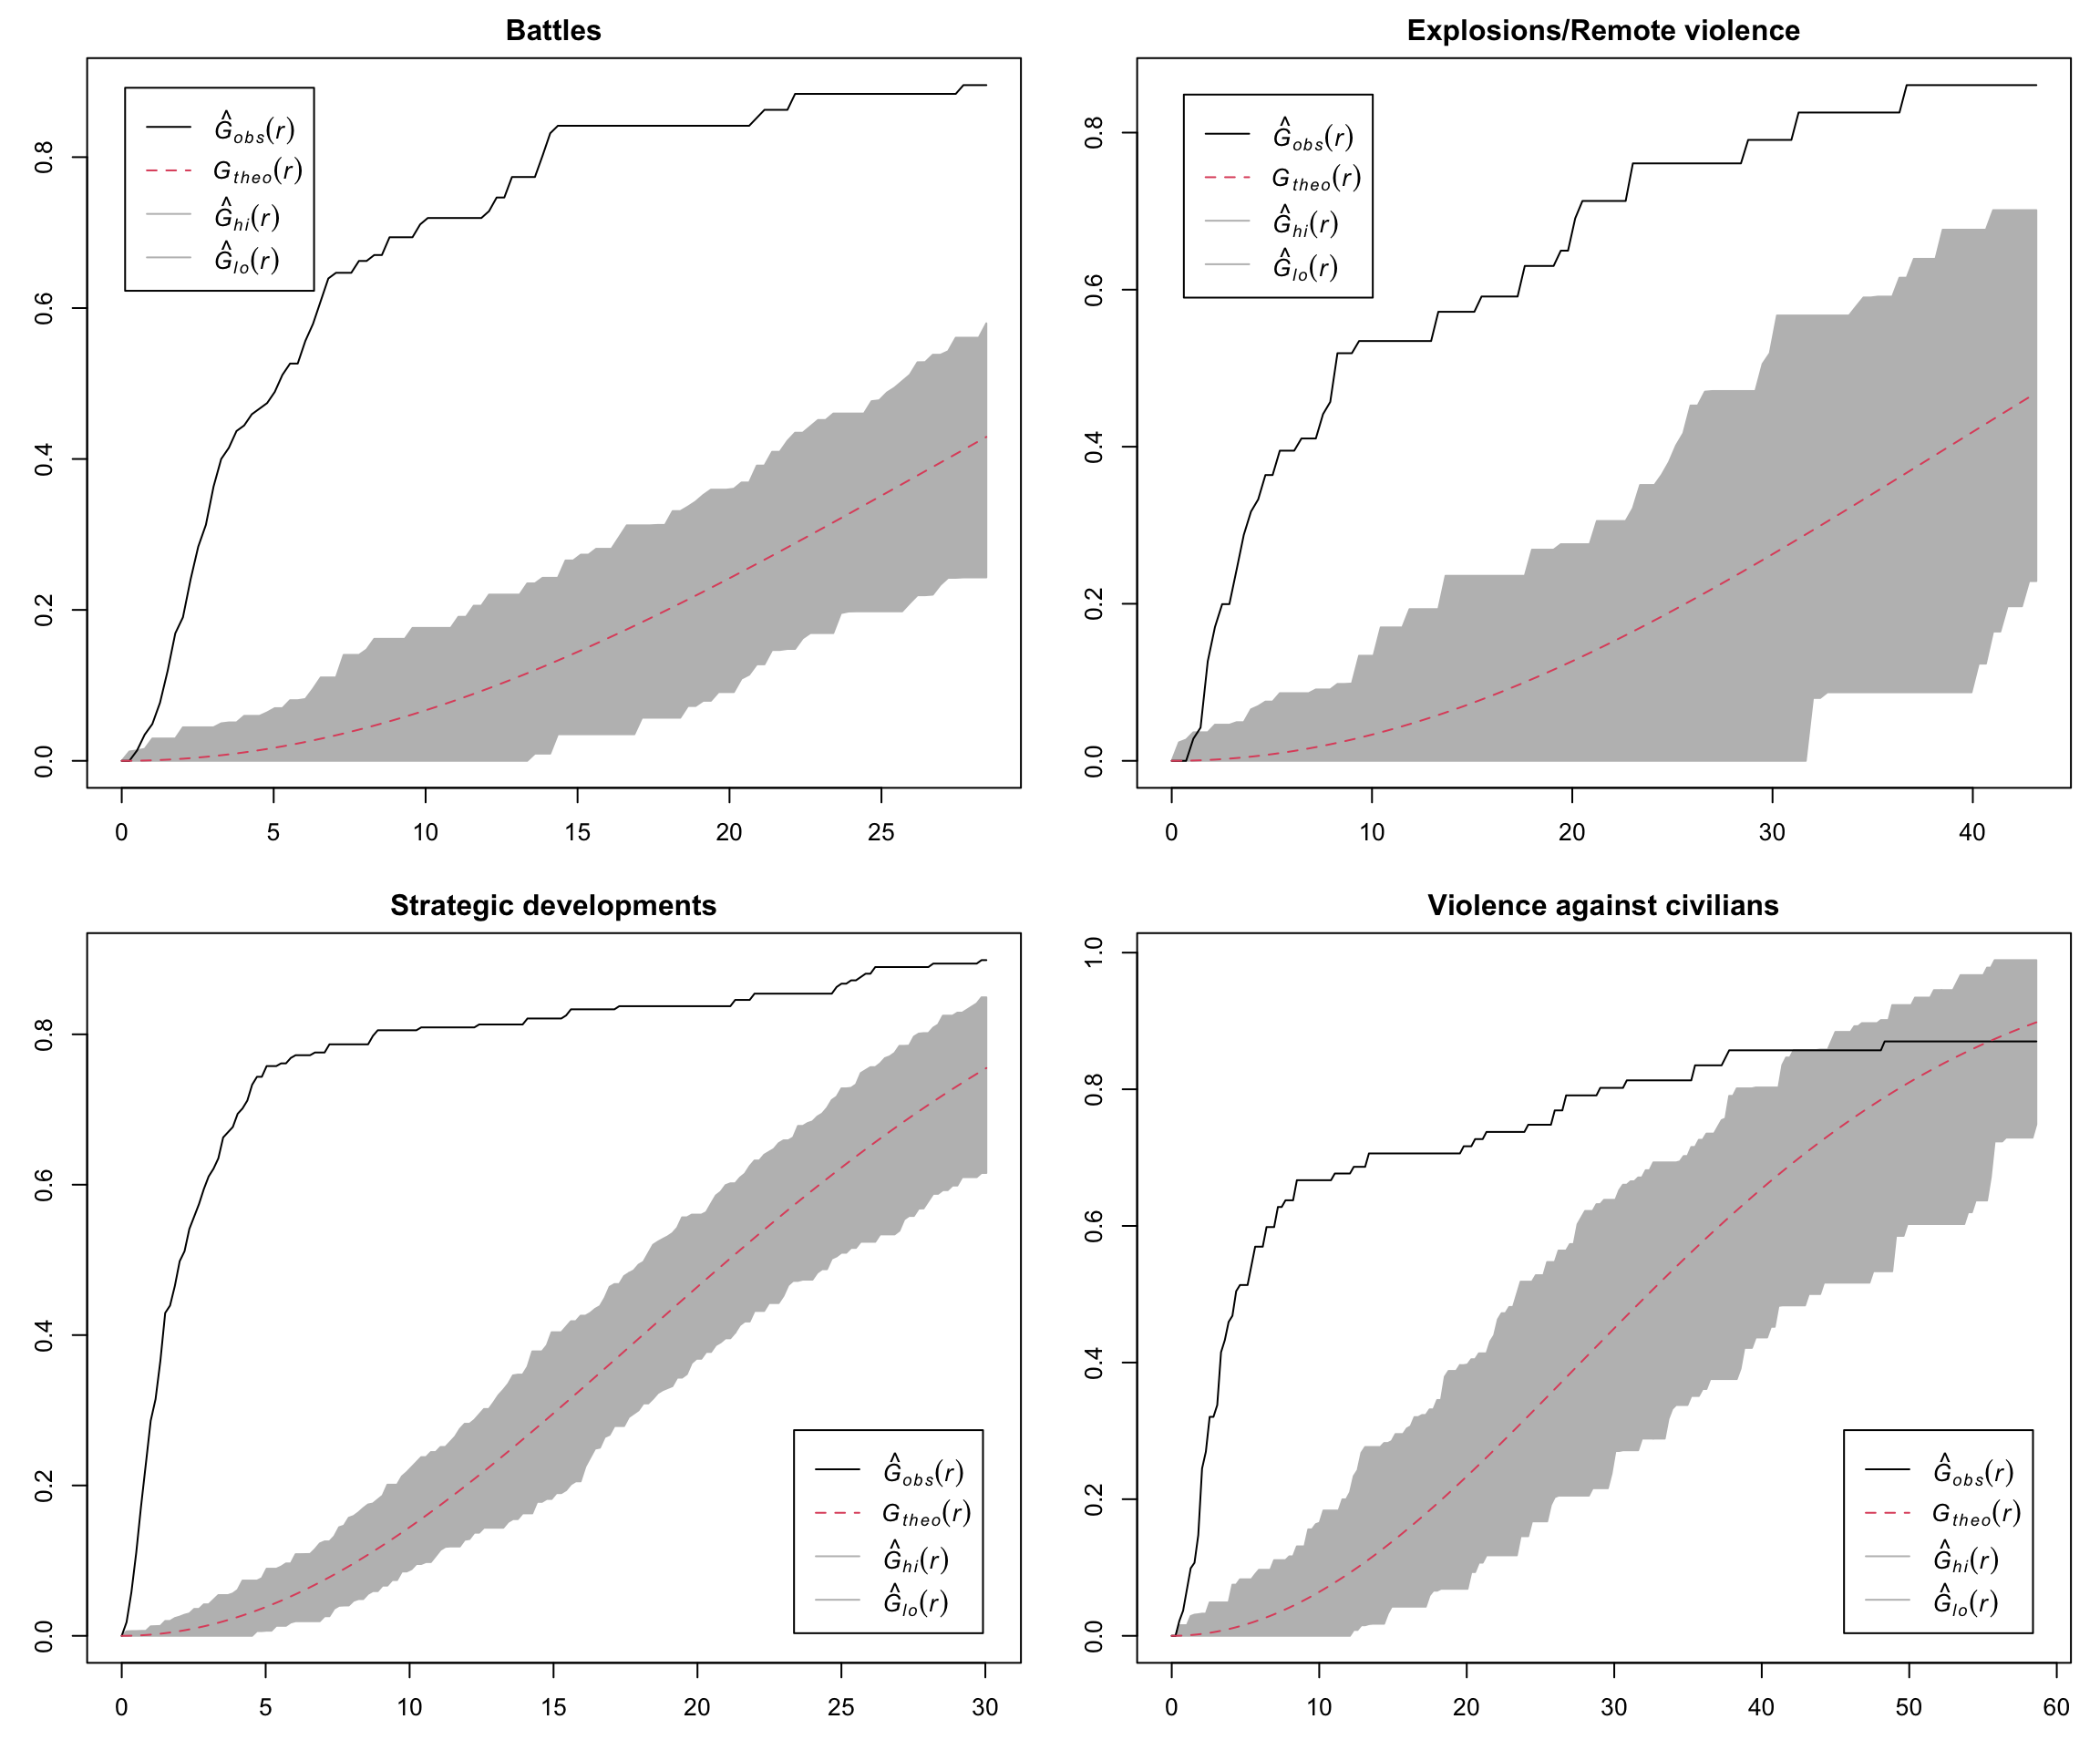 Battles
Ĝobs(r)
Gtheo(r)
Ĝhi(r)
Ĝlo(r)
0.0 0.2 0.4 0.6 0.8
0 5 10 15 20 25
Explosions/Remote violence
Ĝobs(r)
Gtheo(r)
Ĝhi(r)
Ĝlo(r)
0.0 0.2 0.4 0.6 0.8
0 10 20 30 40
Strategic developments
0.0 0.2 0.4 0.6 0.8
Ĝobs(r)
Gtheo(r)
Ĝhi(r)
Ĝlo(r)
0 5 10 15 20 25 30
Violence against civilians
0.0 0.2 0.4 0.6 0.8 1.0
Ĝobs(r)
Gtheo(r)
Ĝhi(r)
Ĝlo(r)
0 10 20 30 40 50 60